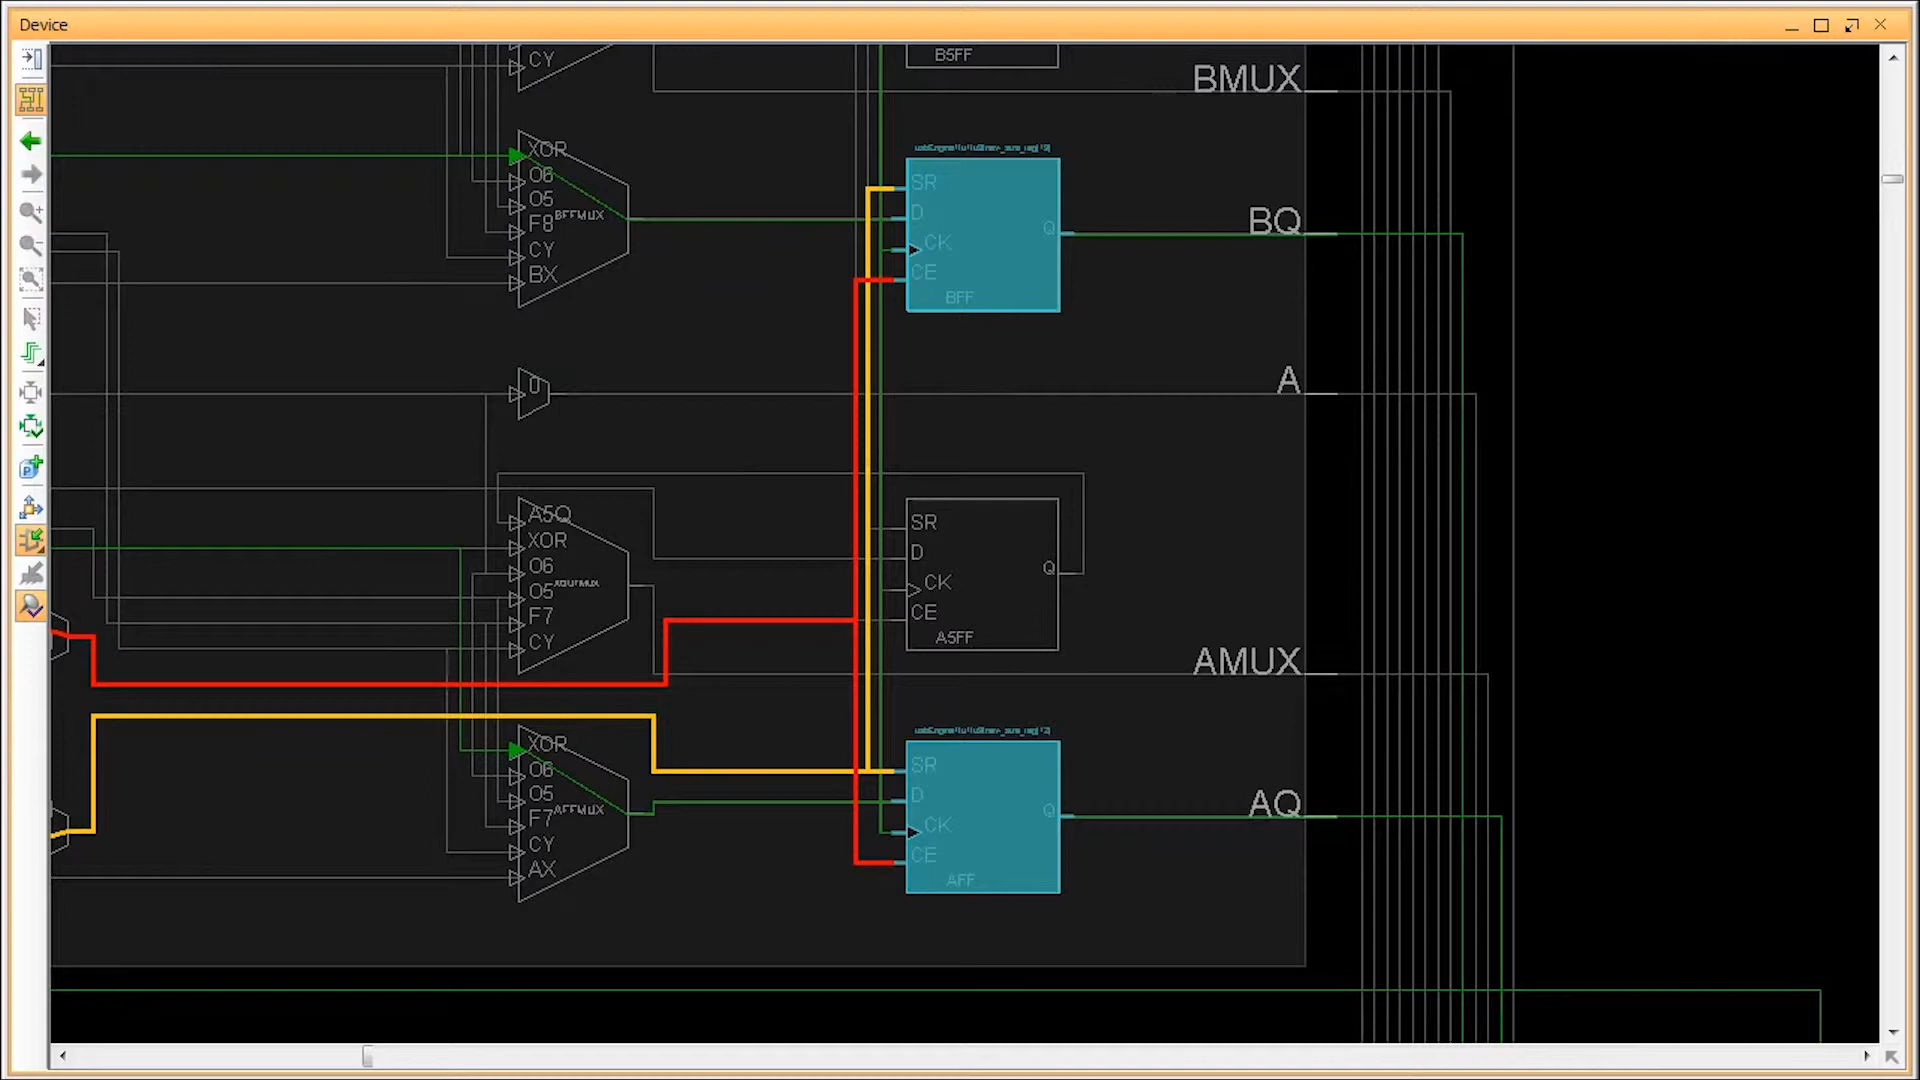 Device
CY
B5FF
BMUX
XOR
O6
O5
F8
CY
BX
BFFMUX
SR
D
CK
CE
Q
BFF
BQ
0
A
A5Q
XOR
O6
O5
F7
CY
SR
D
CK
CE
Q
A5FF
AMUX
XOR
O6
O5
F7
CY
AX
AFFMUX
SR
D
CK
CE
Q
AFF
AQ